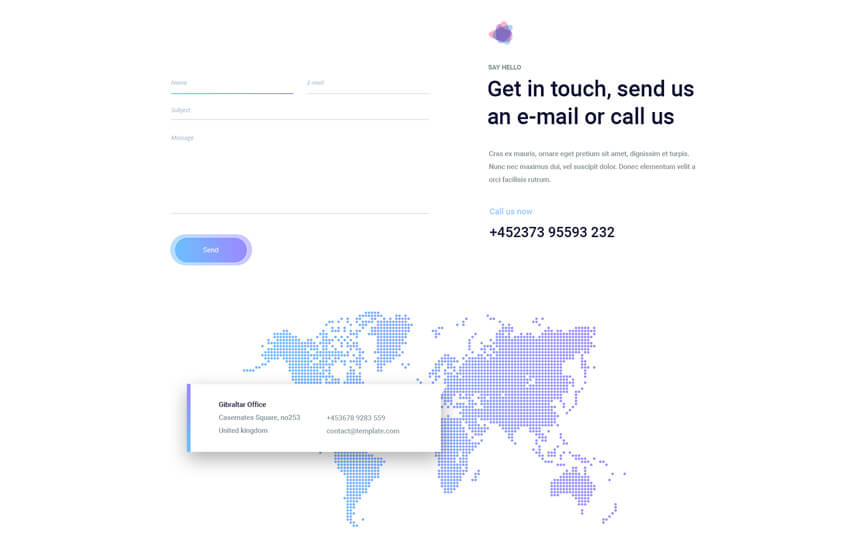 Name
E-mail
Subject
Message
Send
SAY HELLO
Get in touch, send us
an e-mail or call us
Cras ex mauris, ornare eget pretium sit amet, dignissim et turpis.
Nunc nec maximus dui, vel suscipit dolor. Donec elementum velit a
orci facilisis rutrum.
Call us now
+452373 95593 232
Gibraltar Office
Casemates Square, no253
United kingdom
+453678 9283 559
contact@template.com